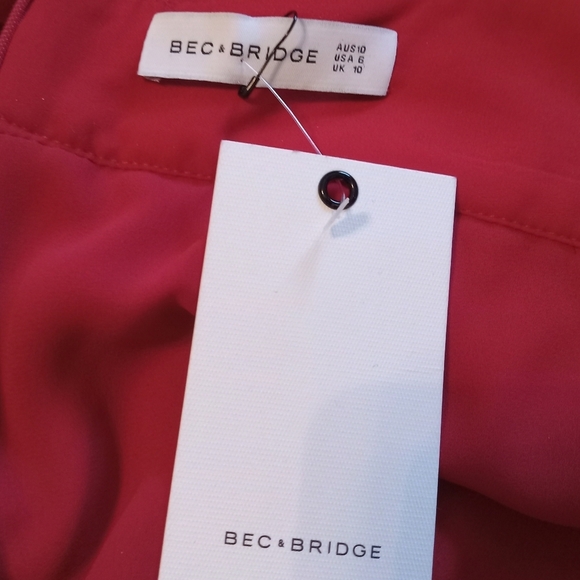 BEC & BRIDGE
AUS10
USA 6
UK 10
BEC & BRIDGE